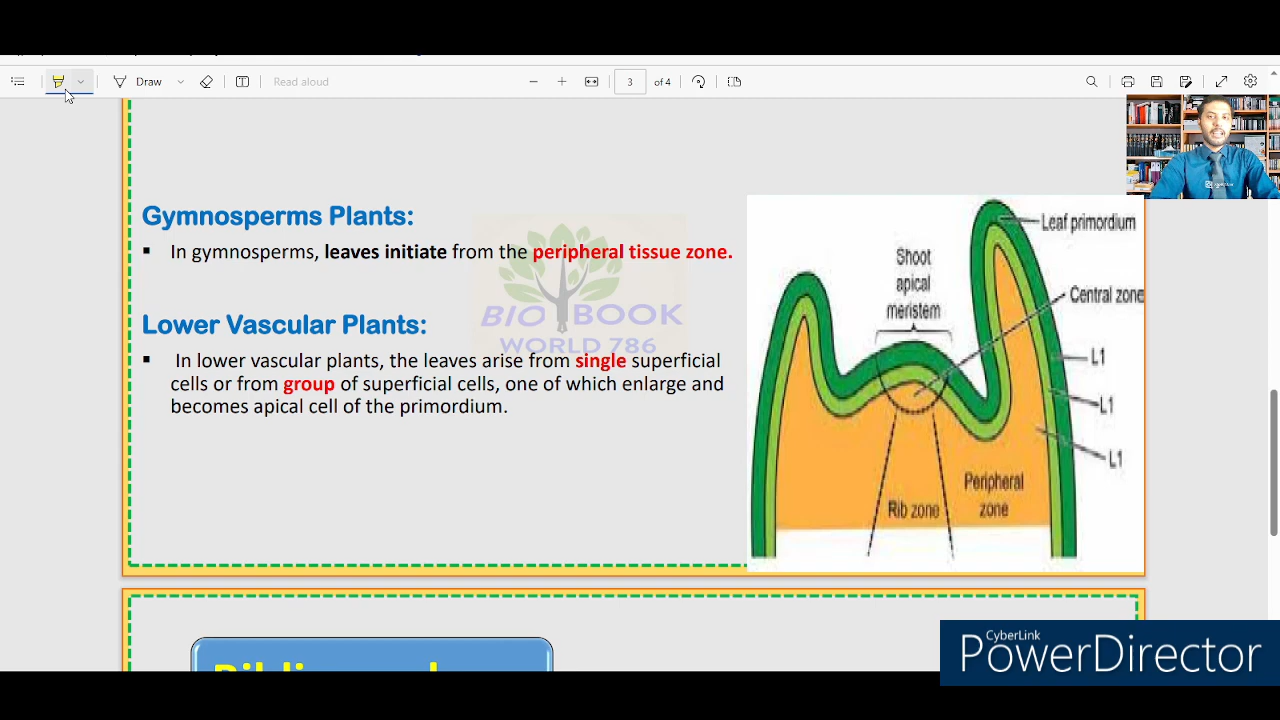 Draw
Read aloud
3
of 4
Gymnosperms Plants:
In gymnosperms, leaves initiate from the peripheral tissue zone.
BIO BOOK
WORLD 786
Lower Vascular Plants:
In lower vascular plants, the leaves arise from single superficial
cells or from group of superficial cells, one of which enlarge and
becomes apical cell of the primordium.
Leaf primordium
Shoot
apical
meristem
Central zone
L1
L1
L1
Rib zone
Peripheral
zone
CyberLink
PowerDirector